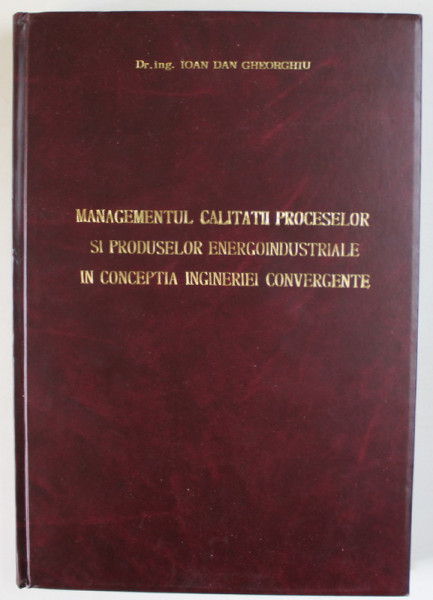 Dr.ing. IOAN DAN GHEORGHIU
MANAGEMENTUL CALITATII PROCESELOR
SI PRODUSELOR ENERGOINDUSTRIALE
IN CONCEPTIA INGINERIEI CONVERGENTE